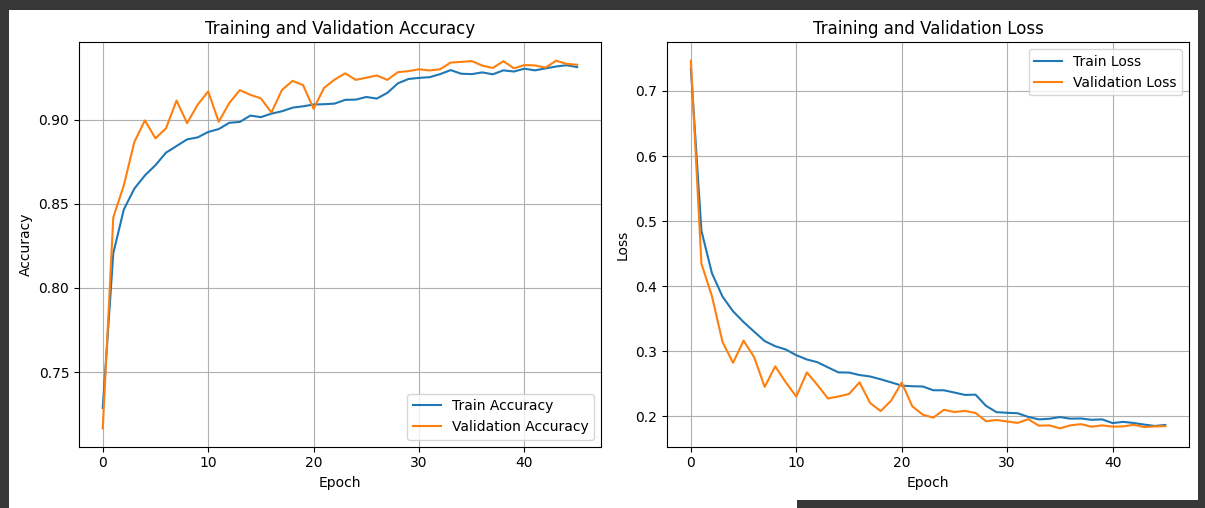 Training and Validation Accuracy
Accuracy
0.90
0.85
0.80
0.75
Train Accuracy
Validation Accuracy
0 10 20 30 40
Epoch
Training and Validation Loss
Loss
0.7
0.6
0.5
0.4
0.3
0.2
Train Loss
Validation Loss
0 10 20 30 40
Epoch